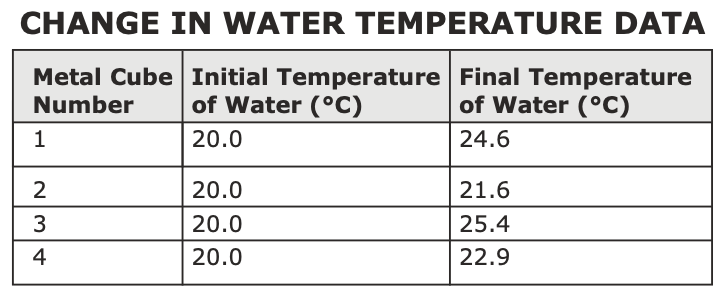 CHANGE IN WATER TEMPERATURE DATA
Metal Cube Number Initial Temperature of Water (°C) Final Temperature of Water (°C)
1 20.0 24.6
2 20.0 21.6
3 20.0 25.4
4 20.0 22.9